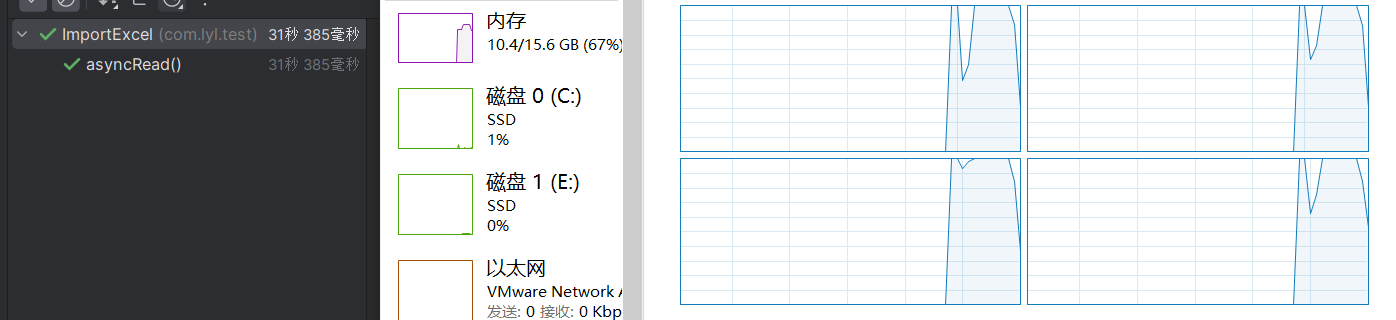 ImportExcel (com.lyl.test) 31秒 385毫秒
asyncRead() 31秒 385毫秒
内存
10.4/15.6 GB (67%)
磁盘 0 (C:)
SSD
1%
磁盘 1 (E:)
SSD
0%
以太网
VMware Network A
发送: 0 接收: 0 Kbp